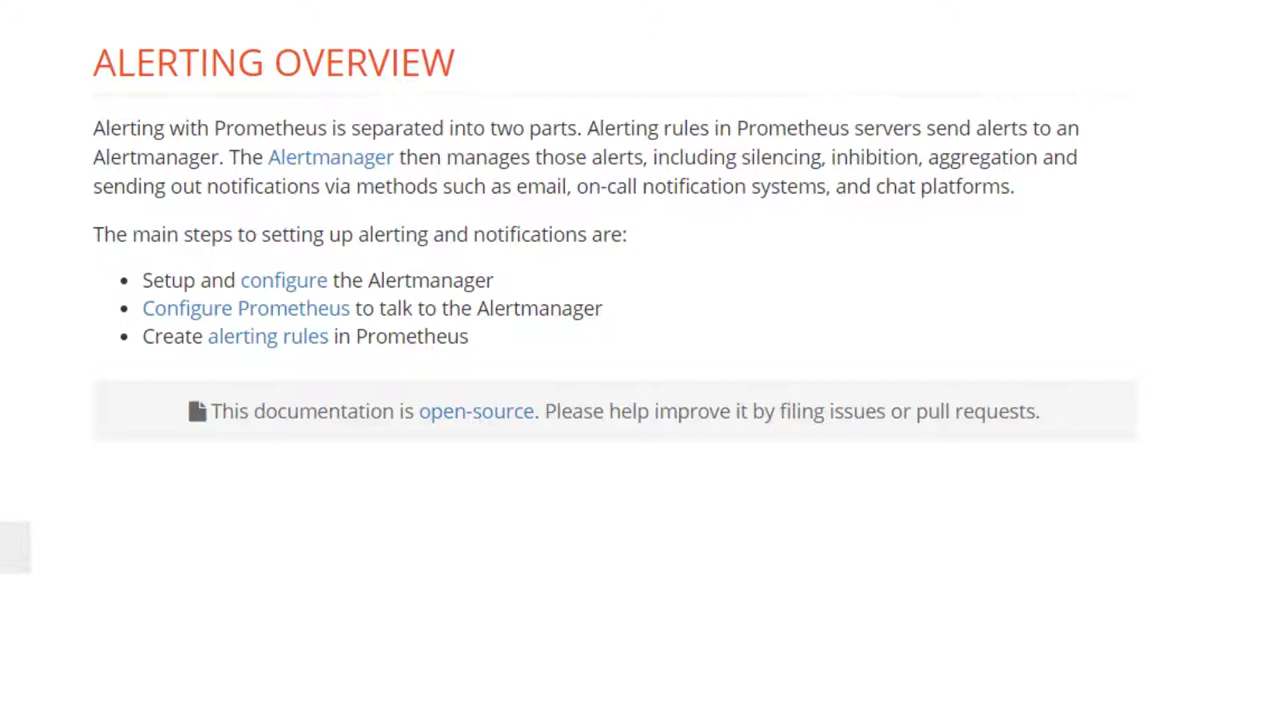 ALERTING OVERVIEW
Alerting with Prometheus is separated into two parts. Alerting rules in Prometheus servers send alerts to an
Alertmanager. The Alertmanager then manages those alerts, including silencing, inhibition, aggregation and
sending out notifications via methods such as email, on-call notification systems, and chat platforms.
The main steps to setting up alerting and notifications are:
• Setup and configure the Alertmanager
• Configure Prometheus to talk to the Alertmanager
• Create alerting rules in Prometheus
This documentation is open-source. Please help improve it by filing issues or pull requests.